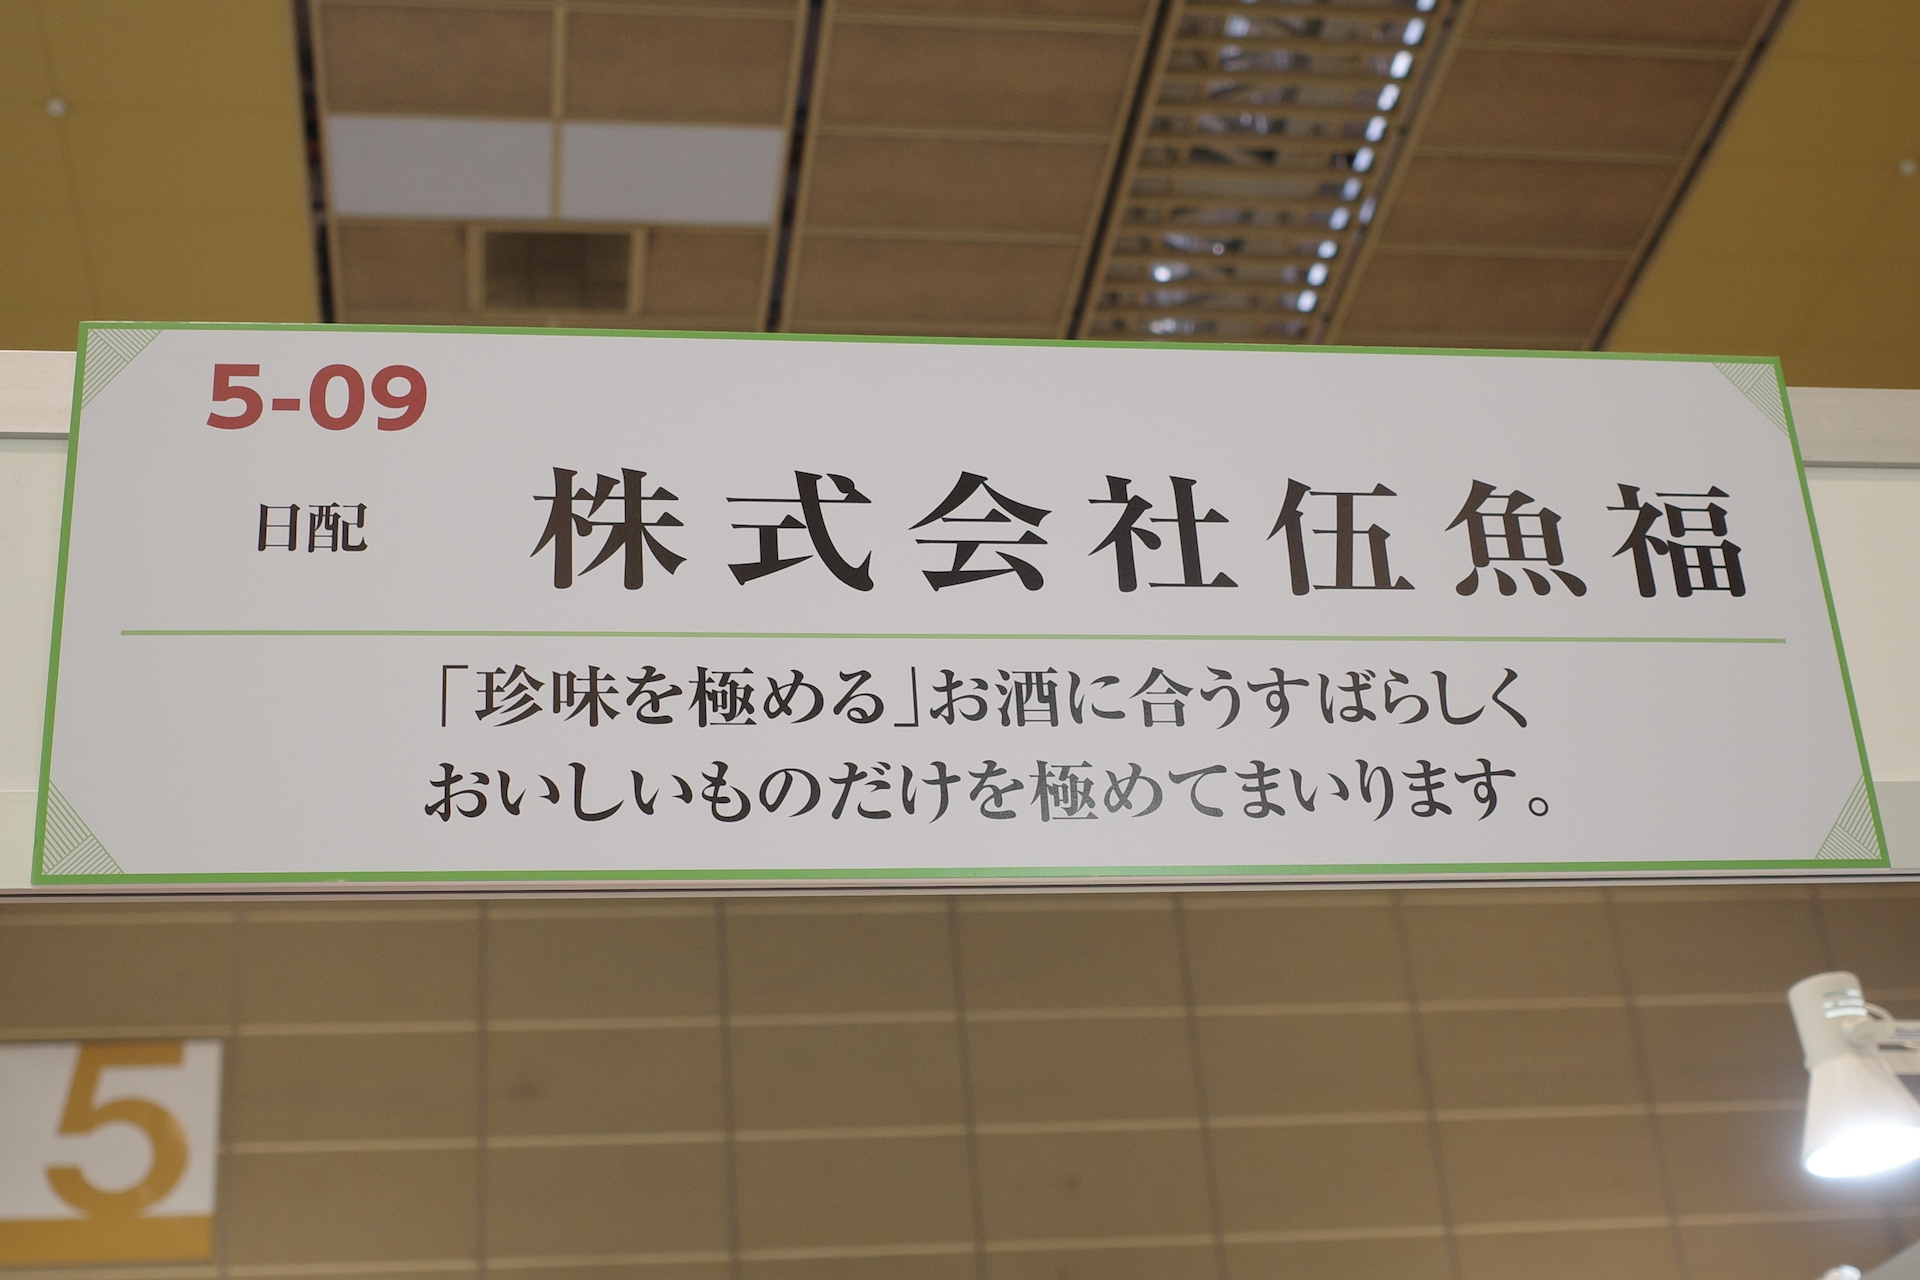 5-09
日配 株式会社伍魚福
「珍味を極める」お酒に合うすばらしく
おいしいものだけを極めてまいります。
5